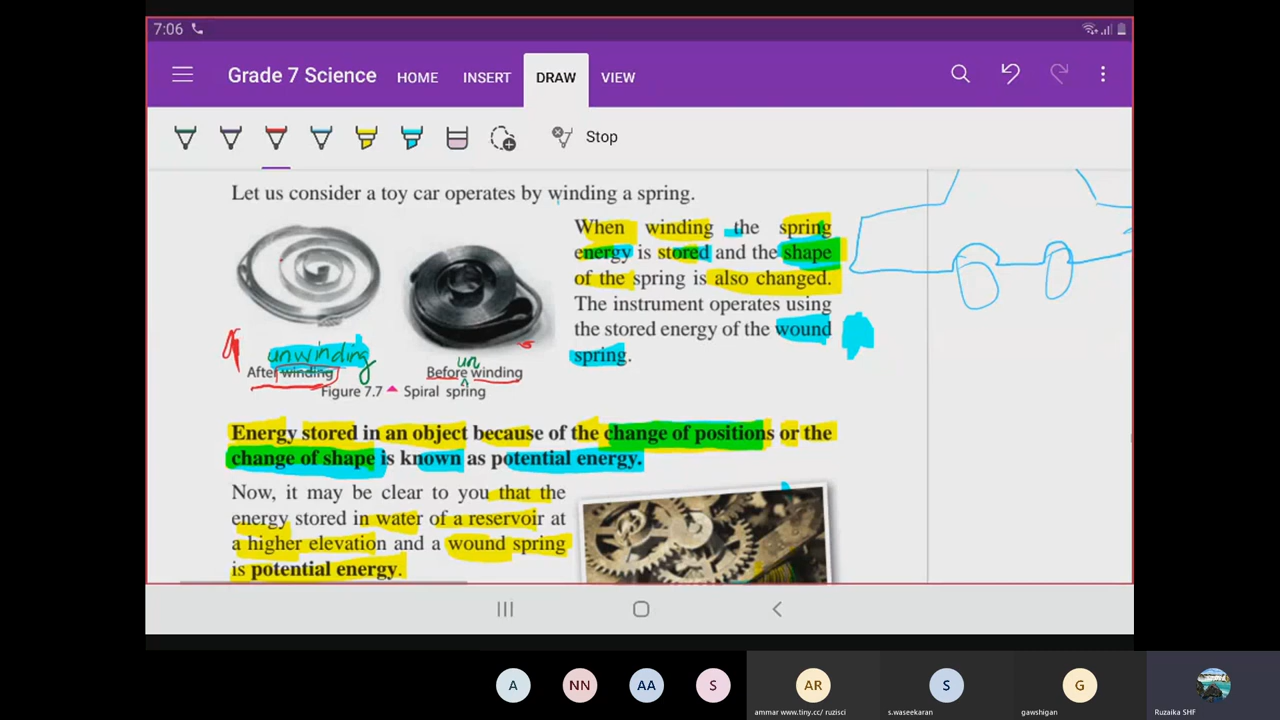 7:06
Grade 7 Science HOME INSERT DRAW VIEW
Stop
Let us consider a toy car operates by winding a spring.
When winding the spring
energy is stored and the shape
of the spring is also changed.
The instrument operates using
the stored energy of the wound
spring.
unwinding
After winding
un
Before winding
Figure 7.7 Spiral spring
Energy stored in an object because of the change of positions or the
change of shape is known as potential energy.
Now, it may be clear to you that the
energy stored in water of a reservoir at
a higher elevation and a wound spring
is potential energy.
A NN AA S AR S G
ammar www.tiny.cc/ ruzisci s.waseekaran gawshigan Ruzaika SHF